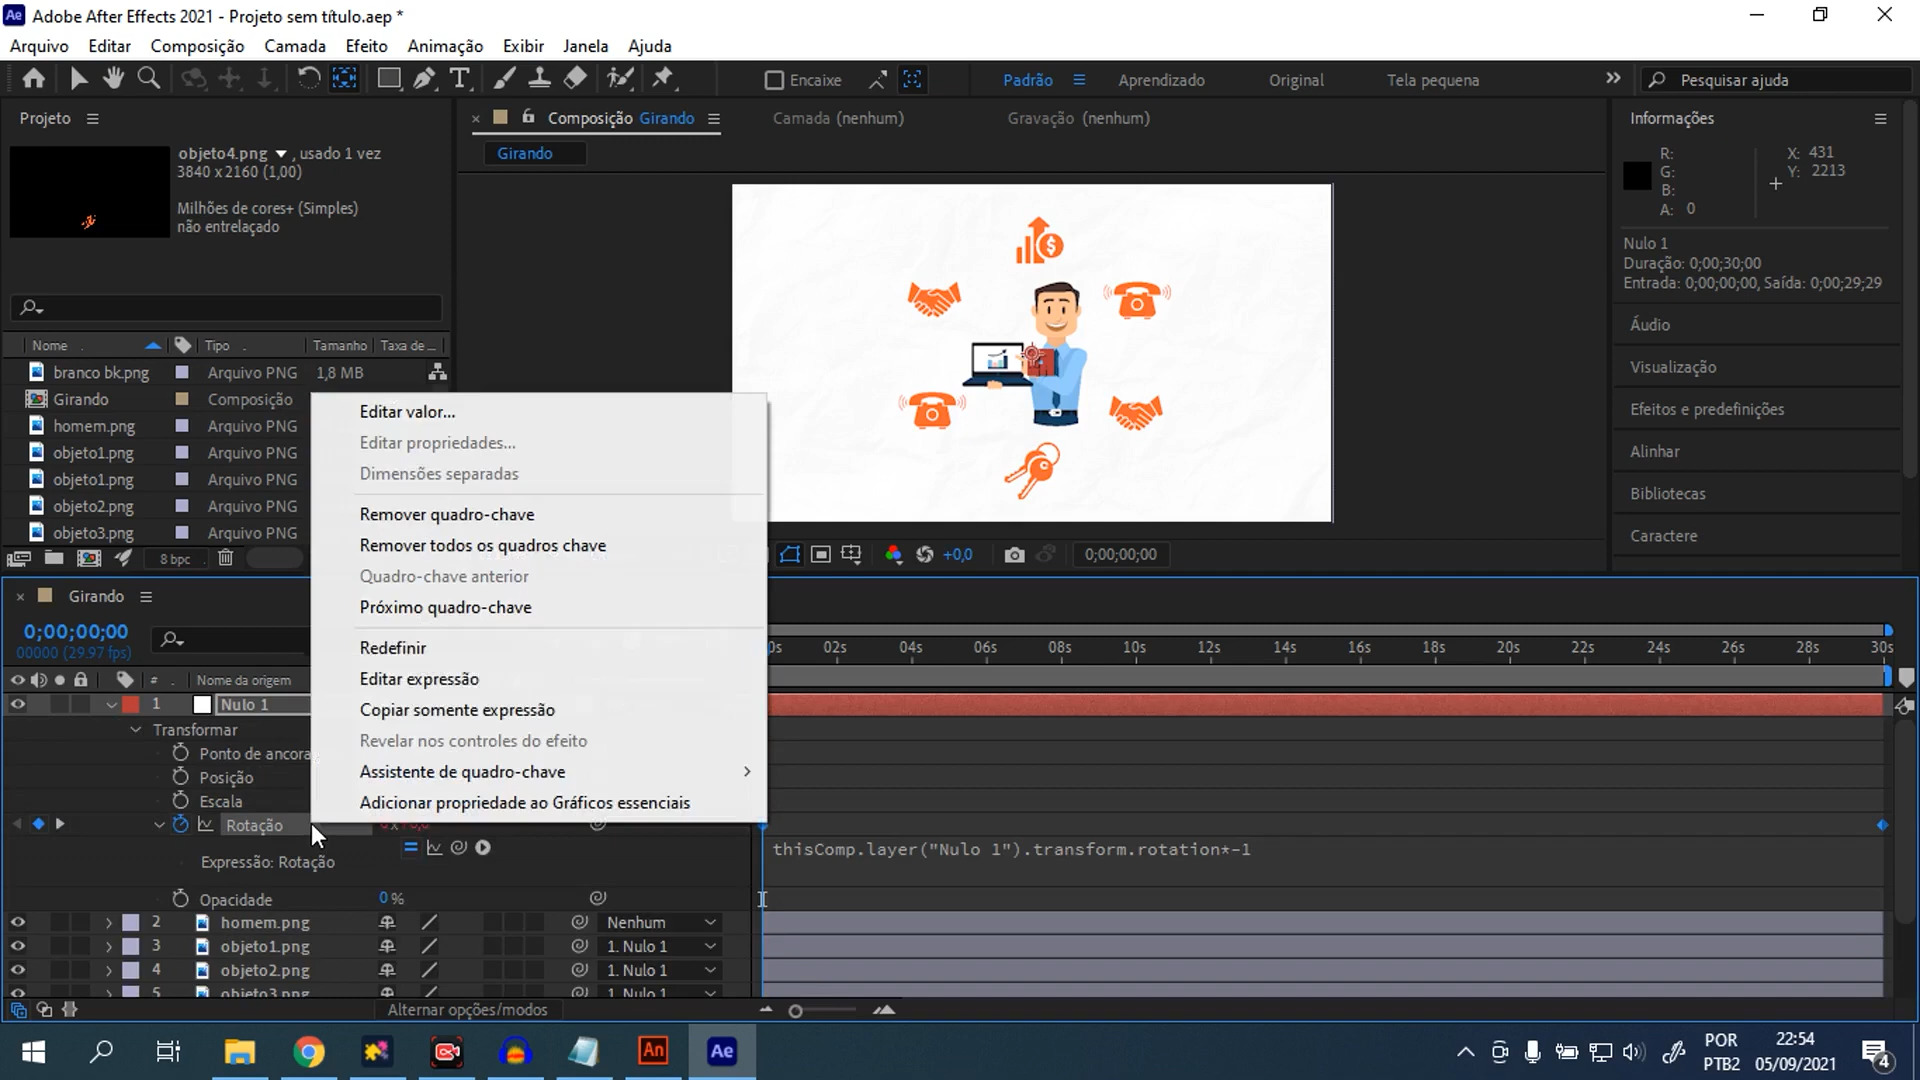 Adobe After Effects 2021 - Projeto sem título.aep *
Arquivo Editar Composição Camada Efeito Animação Exibir Janela Ajuda
Encaixe Padrão Aprendizado Original Tela pequena Pesquisar ajuda
Projeto
objeto4.png , usado 1 vez
3840 x 2160 (1,00)
Milhões de cores+ (Simples)
não entrelaçado
Nome Tipo Tamanho Taxa de ...
branco bk.png Arquivo PNG 1,8 MB
Girando Composição
homem.png Arquivo PNG
objeto1.png Arquivo PNG
objeto1.png Arquivo PNG
objeto2.png Arquivo PNG
objeto3.png Arquivo PNG
8 bpc
Composição Girando Camada (nenhum) Gravação (nenhum)
Girando
+0,0 0;00;00;00
Informações
R: X: 431
G: Y: 2213
B:
A: 0
Nulo 1
Duração: 0;00;30;00
Entrada: 0;00;00;00, Saída: 0;00;29;29
Áudio
Visualização
Efeitos e predefinições
Alinhar
Bibliotecas
Caractere
Editar valor...
Editar propriedades...
Dimensões separadas
Remover quadro-chave
Remover todos os quadros chave
Quadro-chave anterior
Próximo quadro-chave
Redefinir
Editar expressão
Copiar somente expressão
Revelar nos controles do efeito
Assistente de quadro-chave
Adicionar propriedade ao Gráficos essenciais
Girando
0;00;00;00
00000 (29.97 fps)
0s 02s 04s 06s 08s 10s 12s 14s 16s 18s 20s 22s 24s 26s 28s 30s
# Nome da origem
1 Nulo 1
Transformar
Ponto de ancora
Posição
Escala
Rotação
Expressão: Rotação
thisComp.layer("Nulo 1").transform.rotation*-1
Opacidade 0 %
2 homem.png Nenhum
3 objeto1.png 1. Nulo 1
4 objeto2.png 1. Nulo 1
5 objeto3.png 1. Nulo 1
Alternar opções/modos
An Ae
POR 22:54
PTB2 05/09/2021
4